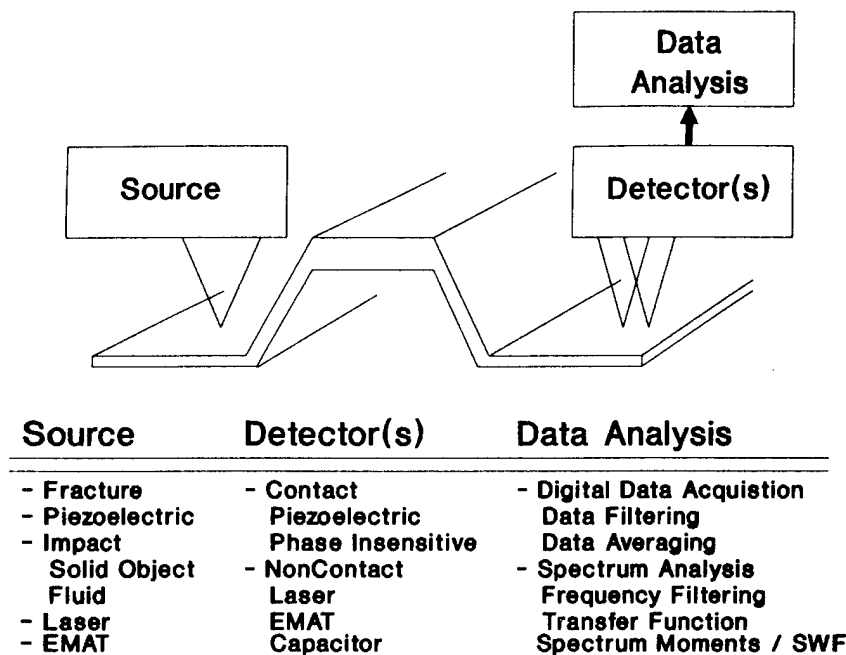 Data
Analysis
Source
Detector(s)
Source Detector(s) Data Analysis
- Fracture - Contact - Digital Data Acquistion
- Piezoelectric Piezoelectric Data Filtering
- Impact Phase Insensitive Data Averaging
Solid Object - NonContact - Spectrum Analysis
Fluid Laser Frequency Filtering
- Laser EMAT Transfer Function
- EMAT Capacitor Spectrum Moments / SWF